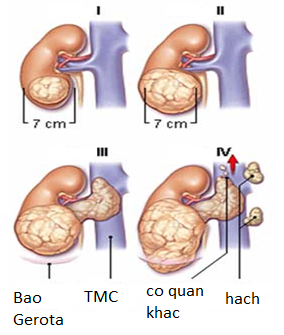 I
II
7 cm
7 cm
III
IV
Bao
Gerota
TMC
co quan
khac
hach